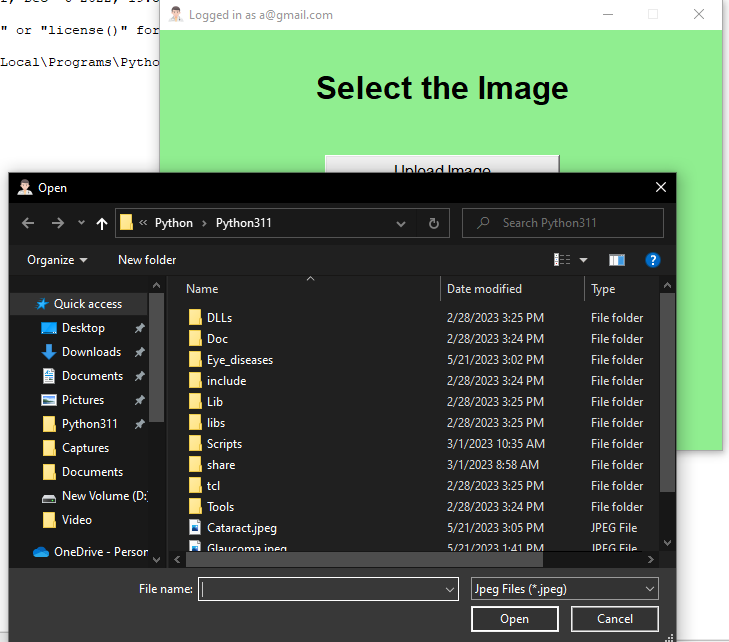 " or "license()" for
Local\Programs\Pytho
Logged in as a@gmail.com
Select the Image
Upload Image
Open
« Python › Python311
Search Python311
Organize
New folder
?
Name
Date modified
Type
Quick access
Desktop
Downloads
Documents
Pictures
Python311
Captures
Documents
New Volume (D:)
Video
OneDrive - Person
DLLs 2/28/2023 3:25 PM File folder
Doc 2/28/2023 3:24 PM File folder
Eye_diseases 5/21/2023 3:02 PM File folder
include 2/28/2023 3:24 PM File folder
Lib 2/28/2023 3:25 PM File folder
libs 2/28/2023 3:25 PM File folder
Scripts 3/1/2023 10:35 AM File folder
share 3/1/2023 8:58 AM File folder
tcl 2/28/2023 3:25 PM File folder
Tools 2/28/2023 3:24 PM File folder
Cataract.jpeg 5/21/2023 3:05 PM JPEG File
Glaucoma.jpeg 5/21/2023 1:41 PM JPEG File
File name:
Jpeg Files (*.jpeg)
Open
Cancel